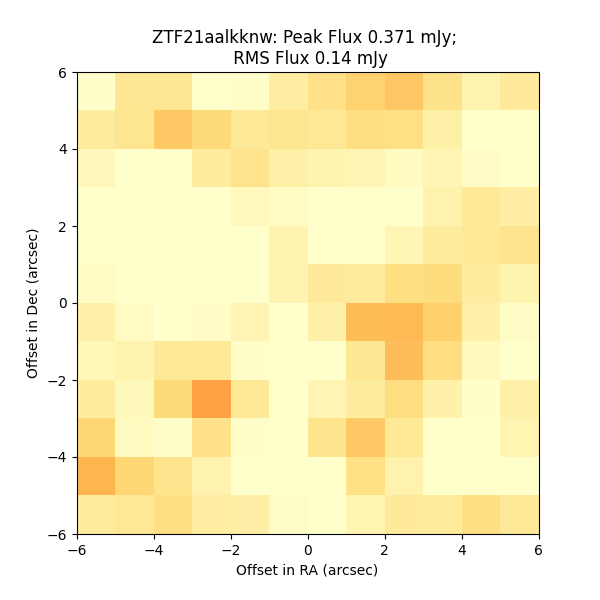 ZTF21aalkknw: Peak Flux 0.371 mJy;
RMS Flux 0.14 mJy
6
4
2
0
−2
−4
−6
Offset in Dec (arcsec)
−6 −4 −2 0 2 4 6
Offset in RA (arcsec)